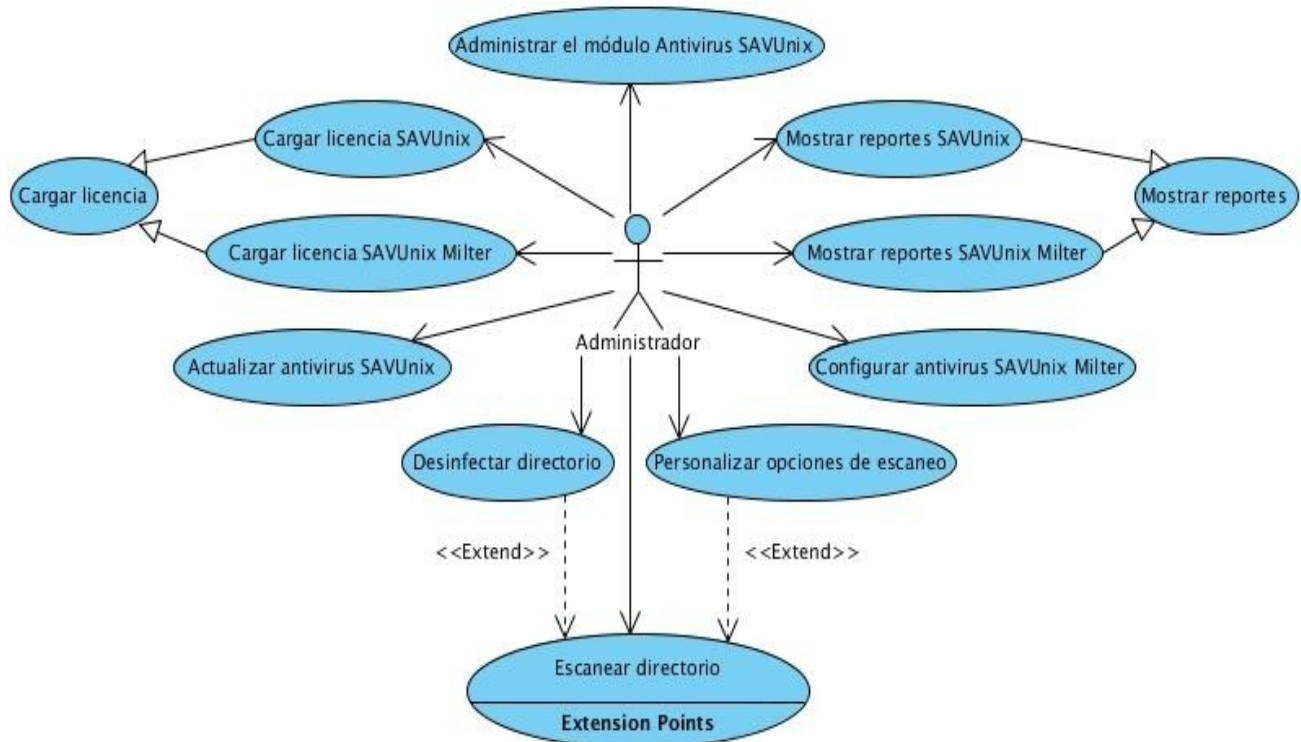 Administrar el módulo Antivirus SAVUnix
Cargar licencia SAVUnix
Mostrar reportes SAVUnix
Cargar licencia
Mostrar reportes
Cargar licencia SAVUnix Milter
Mostrar reportes SAVUnix Milter
Administrador
Actualizar antivirus SAVUnix
Configurar antivirus SAVUnix Milter
Desinfectar directorio
Personalizar opciones de escaneo
<<Extend>>
<<Extend>>
Escanear directorio
Extension Points